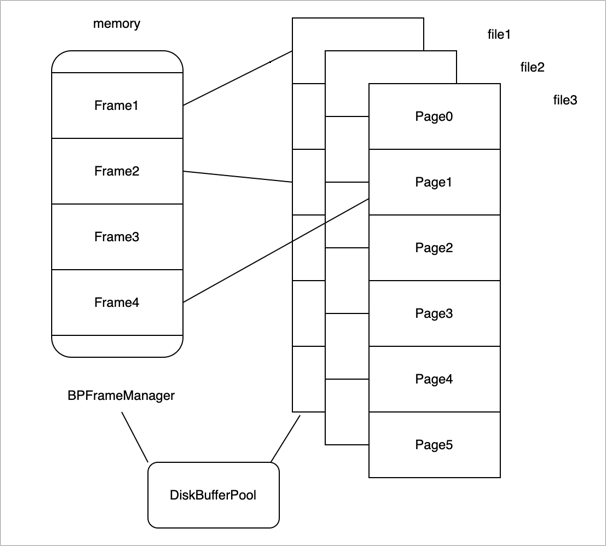 memory
file1
file2
file3
Frame1
Frame2
Frame3
Frame4
Page0
Page1
Page2
Page3
Page4
Page5
BPFrameManager
DiskBufferPool